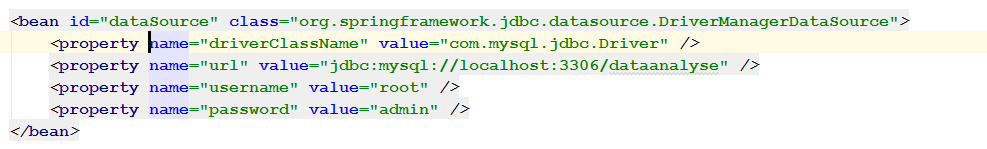 <bean id="dataSource" class="org.springframework.jdbc.datasource.DriverManagerDataSource">
<property name="driverClassName" value="com.mysql.jdbc.Driver" />
<property name="url" value="jdbc:mysql://localhost:3306/dataanalyse" />
<property name="username" value="root" />
<property name="password" value="admin" />
</bean>